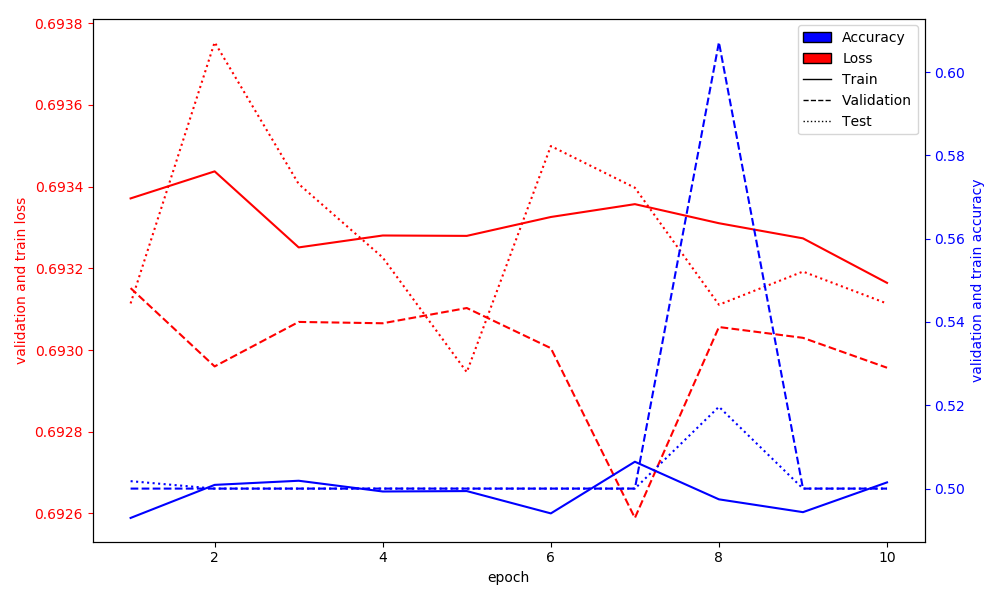 0.6938
0.6936
0.6934
0.6932
0.6930
0.6928
0.6926
validation and train loss
2
4
6
8
10
epoch
0.60
0.58
0.56
0.54
0.52
0.50
validation and train accuracy
Accuracy
Loss
Train
Validation
Test